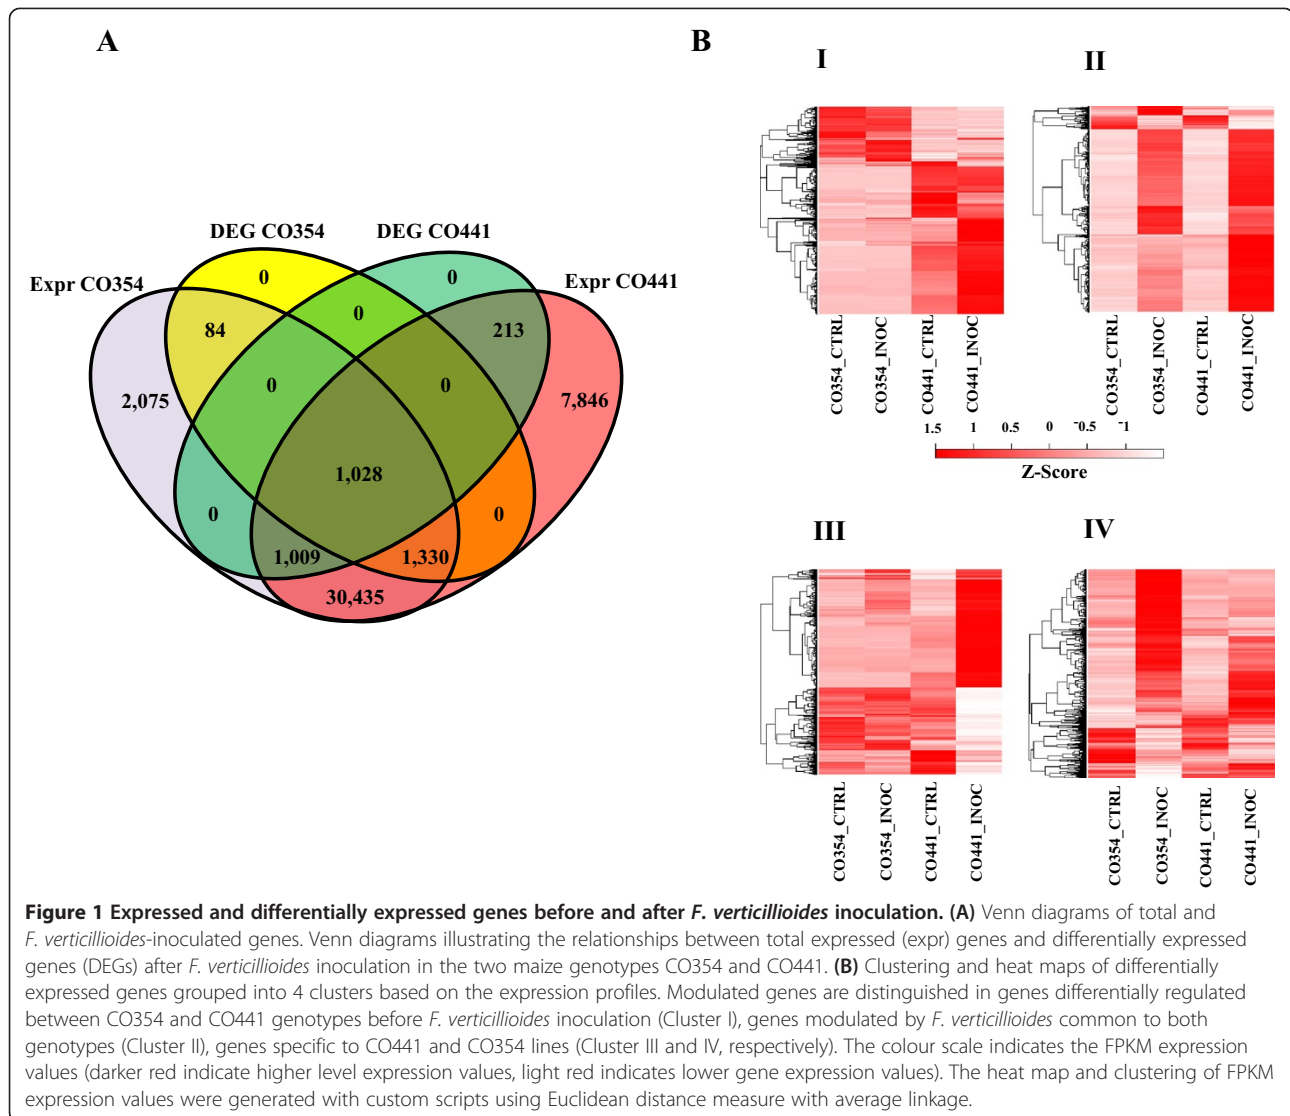 A
B
I
II
DEG CO354
DEG CO441
Expr CO354
Expr CO441
0
0
84
0
213
2,075
0
0
7,846
1,028
0
0
1,009
1,330
30,435
CO354_CTRL
CO354_INOC
CO441_CTRL
CO441_INOC
CO354_CTRL
CO354_INOC
CO441_CTRL
CO441_INOC
1.5 1 0.5 0 -0.5 -1
Z-Score
III
IV
CO354_CTRL
CO354_INOC
CO441_CTRL
CO441_INOC
CO354_CTRL
CO354_INOC
CO441_CTRL
CO441_INOC
Figure 1 Expressed and differentially expressed genes before and after F. verticillioides inoculation. (A) Venn diagrams of total and
F. verticillioides-inoculated genes. Venn diagrams illustrating the relationships between total expressed (expr) genes and differentially expressed
genes (DEGs) after F. verticillioides inoculation in the two maize genotypes CO354 and CO441. (B) Clustering and heat maps of differentially
expressed genes grouped into 4 clusters based on the expression profiles. Modulated genes are distinguished in genes differentially regulated
between CO354 and CO441 genotypes before F. verticillioides inoculation (Cluster I), genes modulated by F. verticillioides common to both
genotypes (Cluster II), genes specific to CO441 and CO354 lines (Cluster III and IV, respectively). The colour scale indicates the FPKM expression
values (darker red indicate higher level expression values, light red indicates lower gene expression values). The heat map and clustering of FPKM
expression values were generated with custom scripts using Euclidean distance measure with average linkage.